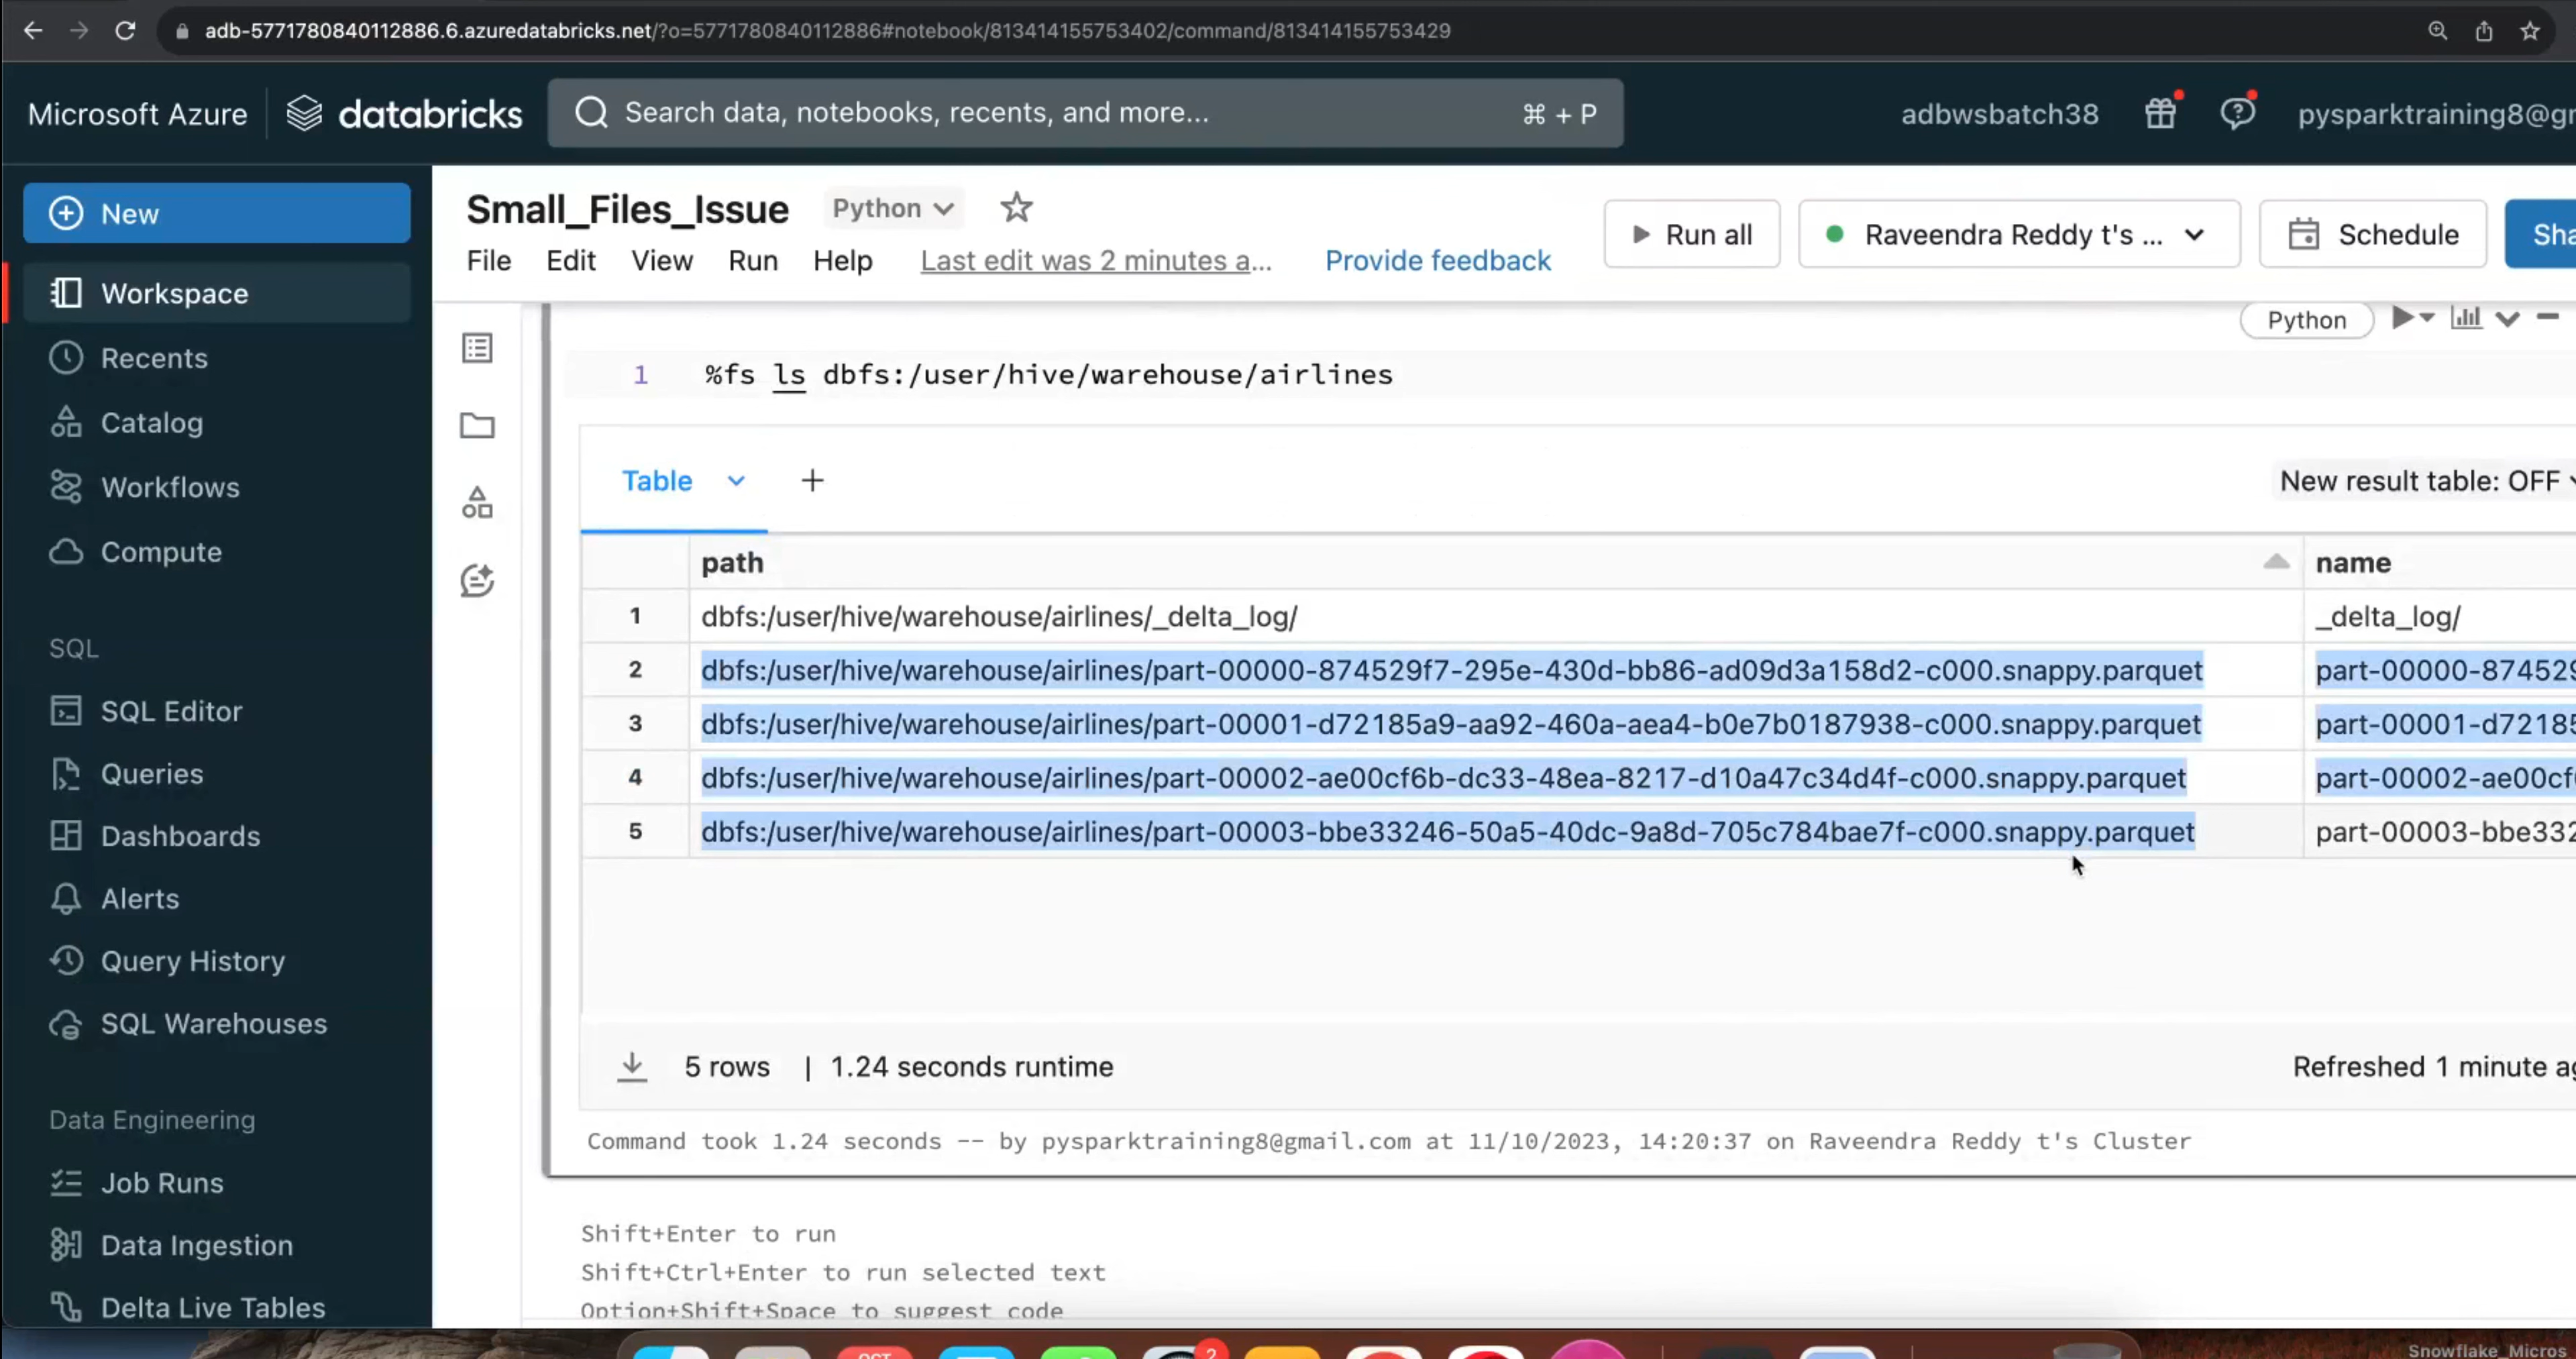 adb-5771780840112886.6.azuredatabricks.net/?o=5771780840112886#notebook/813414155753402/command/813414155753429
Microsoft Azure databricks Search data, notebooks, recents, and more... ⌘ + P adbwsbatch38 pysparktraining8@gr
New
Workspace
Recents
Catalog
Workflows
Compute
SQL
SQL Editor
Queries
Dashboards
Alerts
Query History
SQL Warehouses
Data Engineering
Job Runs
Data Ingestion
Delta Live Tables
Small_Files_Issue Python
File Edit View Run Help Last edit was 2 minutes a... Provide feedback
Run all Raveendra Reddy t's ... Schedule Sha
Python
1 %fs ls dbfs:/user/hive/warehouse/airlines
Table + New result table: OFF
path name
1 dbfs:/user/hive/warehouse/airlines/_delta_log/ _delta_log/
2 dbfs:/user/hive/warehouse/airlines/part-00000-874529f7-295e-430d-bb86-ad09d3a158d2-c000.snappy.parquet part-00000-874529
3 dbfs:/user/hive/warehouse/airlines/part-00001-d72185a9-aa92-460a-aea4-b0e7b0187938-c000.snappy.parquet part-00001-d72185
4 dbfs:/user/hive/warehouse/airlines/part-00002-ae00cf6b-dc33-48ea-8217-d10a47c34d4f-c000.snappy.parquet part-00002-ae00cf
5 dbfs:/user/hive/warehouse/airlines/part-00003-bbe33246-50a5-40dc-9a8d-705c784bae7f-c000.snappy.parquet part-00003-bbe332
5 rows | 1.24 seconds runtime Refreshed 1 minute ag
Command took 1.24 seconds -- by pysparktraining8@gmail.com at 11/10/2023, 14:20:37 on Raveendra Reddy t's Cluster
Shift+Enter to run
Shift+Ctrl+Enter to run selected text
Option+Shift+Space to suggest code
OCT 2
Snowflake_Micros